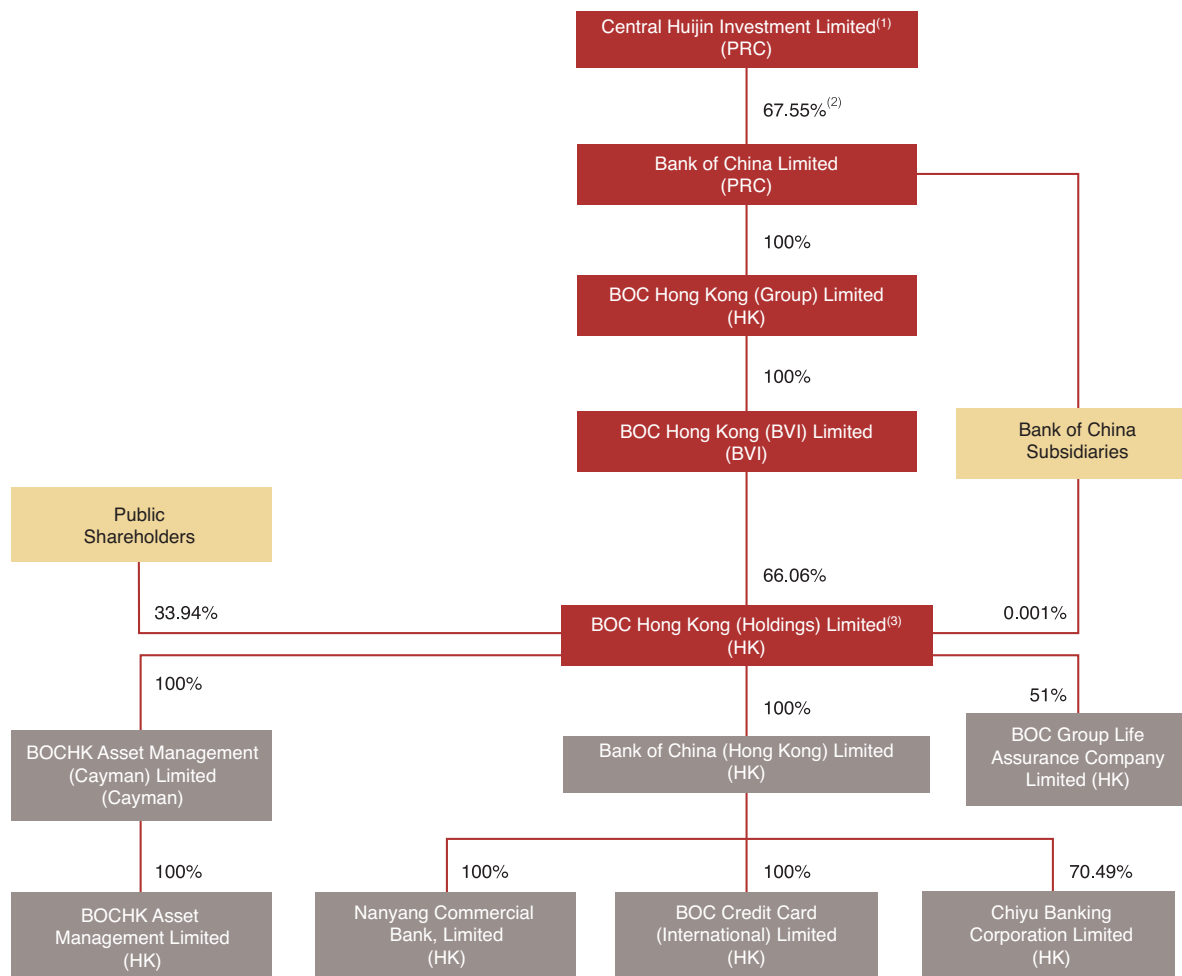 Central Huijin Investment Limited(1)
(PRC)
67.55%(2)
Bank of China Limited
(PRC)
100%
BOC Hong Kong (Group) Limited
(HK)
100%
BOC Hong Kong (BVI) Limited
(BVI)
Bank of China
Subsidiaries
Public
Shareholders
66.06%
33.94%
0.001%
BOC Hong Kong (Holdings) Limited(3)
(HK)
100%
100%
51%
BOCHK Asset Management
(Cayman) Limited
(Cayman)
Bank of China (Hong Kong) Limited
(HK)
BOC Group Life
Assurance Company
Limited (HK)
100%
100%
100%
70.49%
BOCHK Asset
Management Limited
(HK)
Nanyang Commercial
Bank, Limited
(HK)
BOC Credit Card
(International) Limited
(HK)
Chiyu Banking
Corporation Limited
(HK)